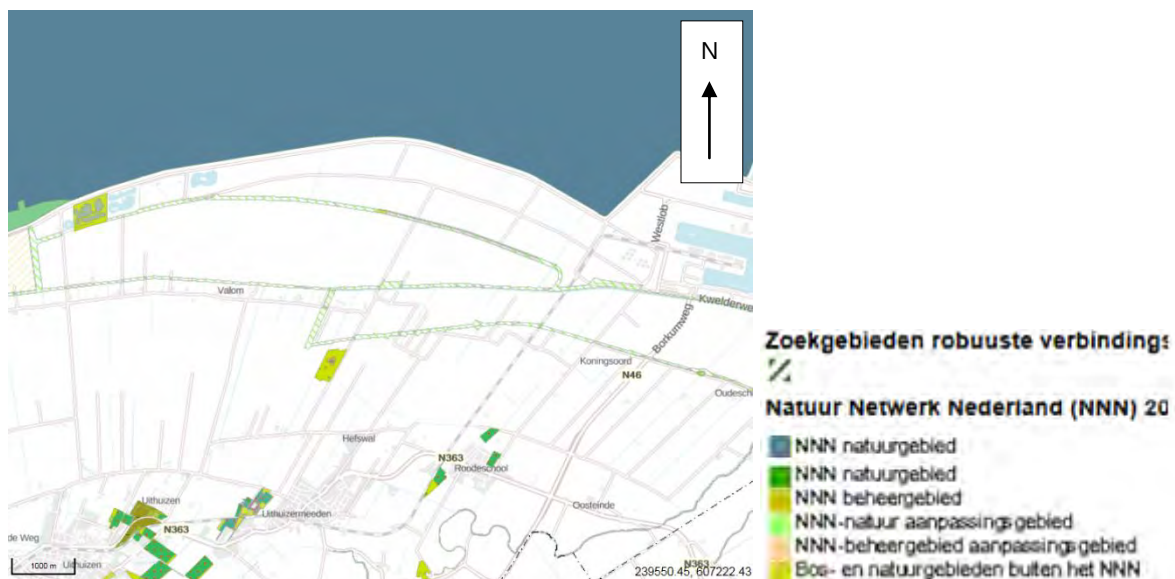 N
Westlob
Valom
Kwelderwe
Borkumweg
Koningsoord
N46
Oudesch
Hefswal
N363
Roodeschool
Uithuizen
Oosteinde
Uithuizermeeden
N363
de Weg
N363
1000 m
239550.45, 607222.43
Zoekgebieden robuuste verbindings
Natuur Netwerk Nederland (NNN) 20
NNN natuurgebied
NNN natuurgebied
NNN beheergebied
NNN-natuur aanpassingsgebied
NNN-beheergebied aanpassingsgebied
Bos- en natuurgebieden buiten het NNN